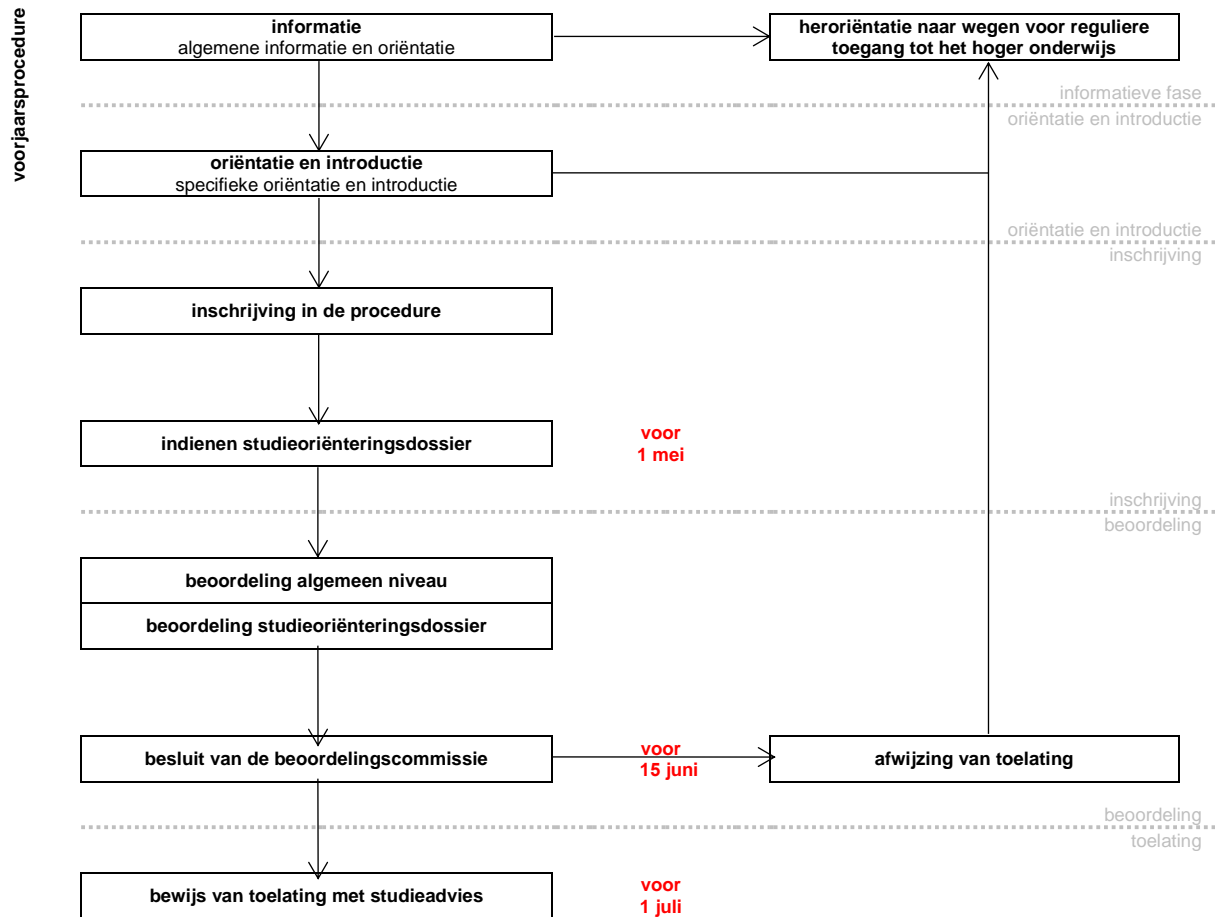 voorjaarsprocedure
informatie
algemene informatie en oriëntatie
heroriëntatie naar wegen voor reguliere
toegang tot het hoger onderwijs
informatieve fase
oriëntatie en introductie
oriëntatie en introductie
specifieke oriëntatie en introductie
oriëntatie en introductie
inschrijving
inschrijving in de procedure
indienen studieoriënteringsdossier
voor
1 mei
inschrijving
beoordeling
beoordeling algemeen niveau
beoordeling studieoriënteringsdossier
besluit van de beoordelingscommissie
voor
15 juni
afwijzing van toelating
beoordeling
toelating
bewijs van toelating met studieadvies
voor
1 juli